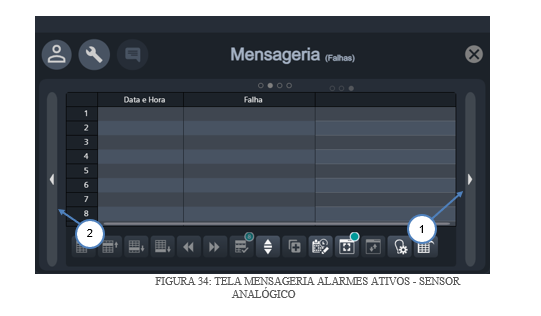 Mensageria (Falhas)
Data e Hora Falha
1
2
3
4
5
6
7
8
2
1
FIGURA 34: TELA MENSAGERIA ALARMES ATIVOS - SENSOR
ANALÓGICO